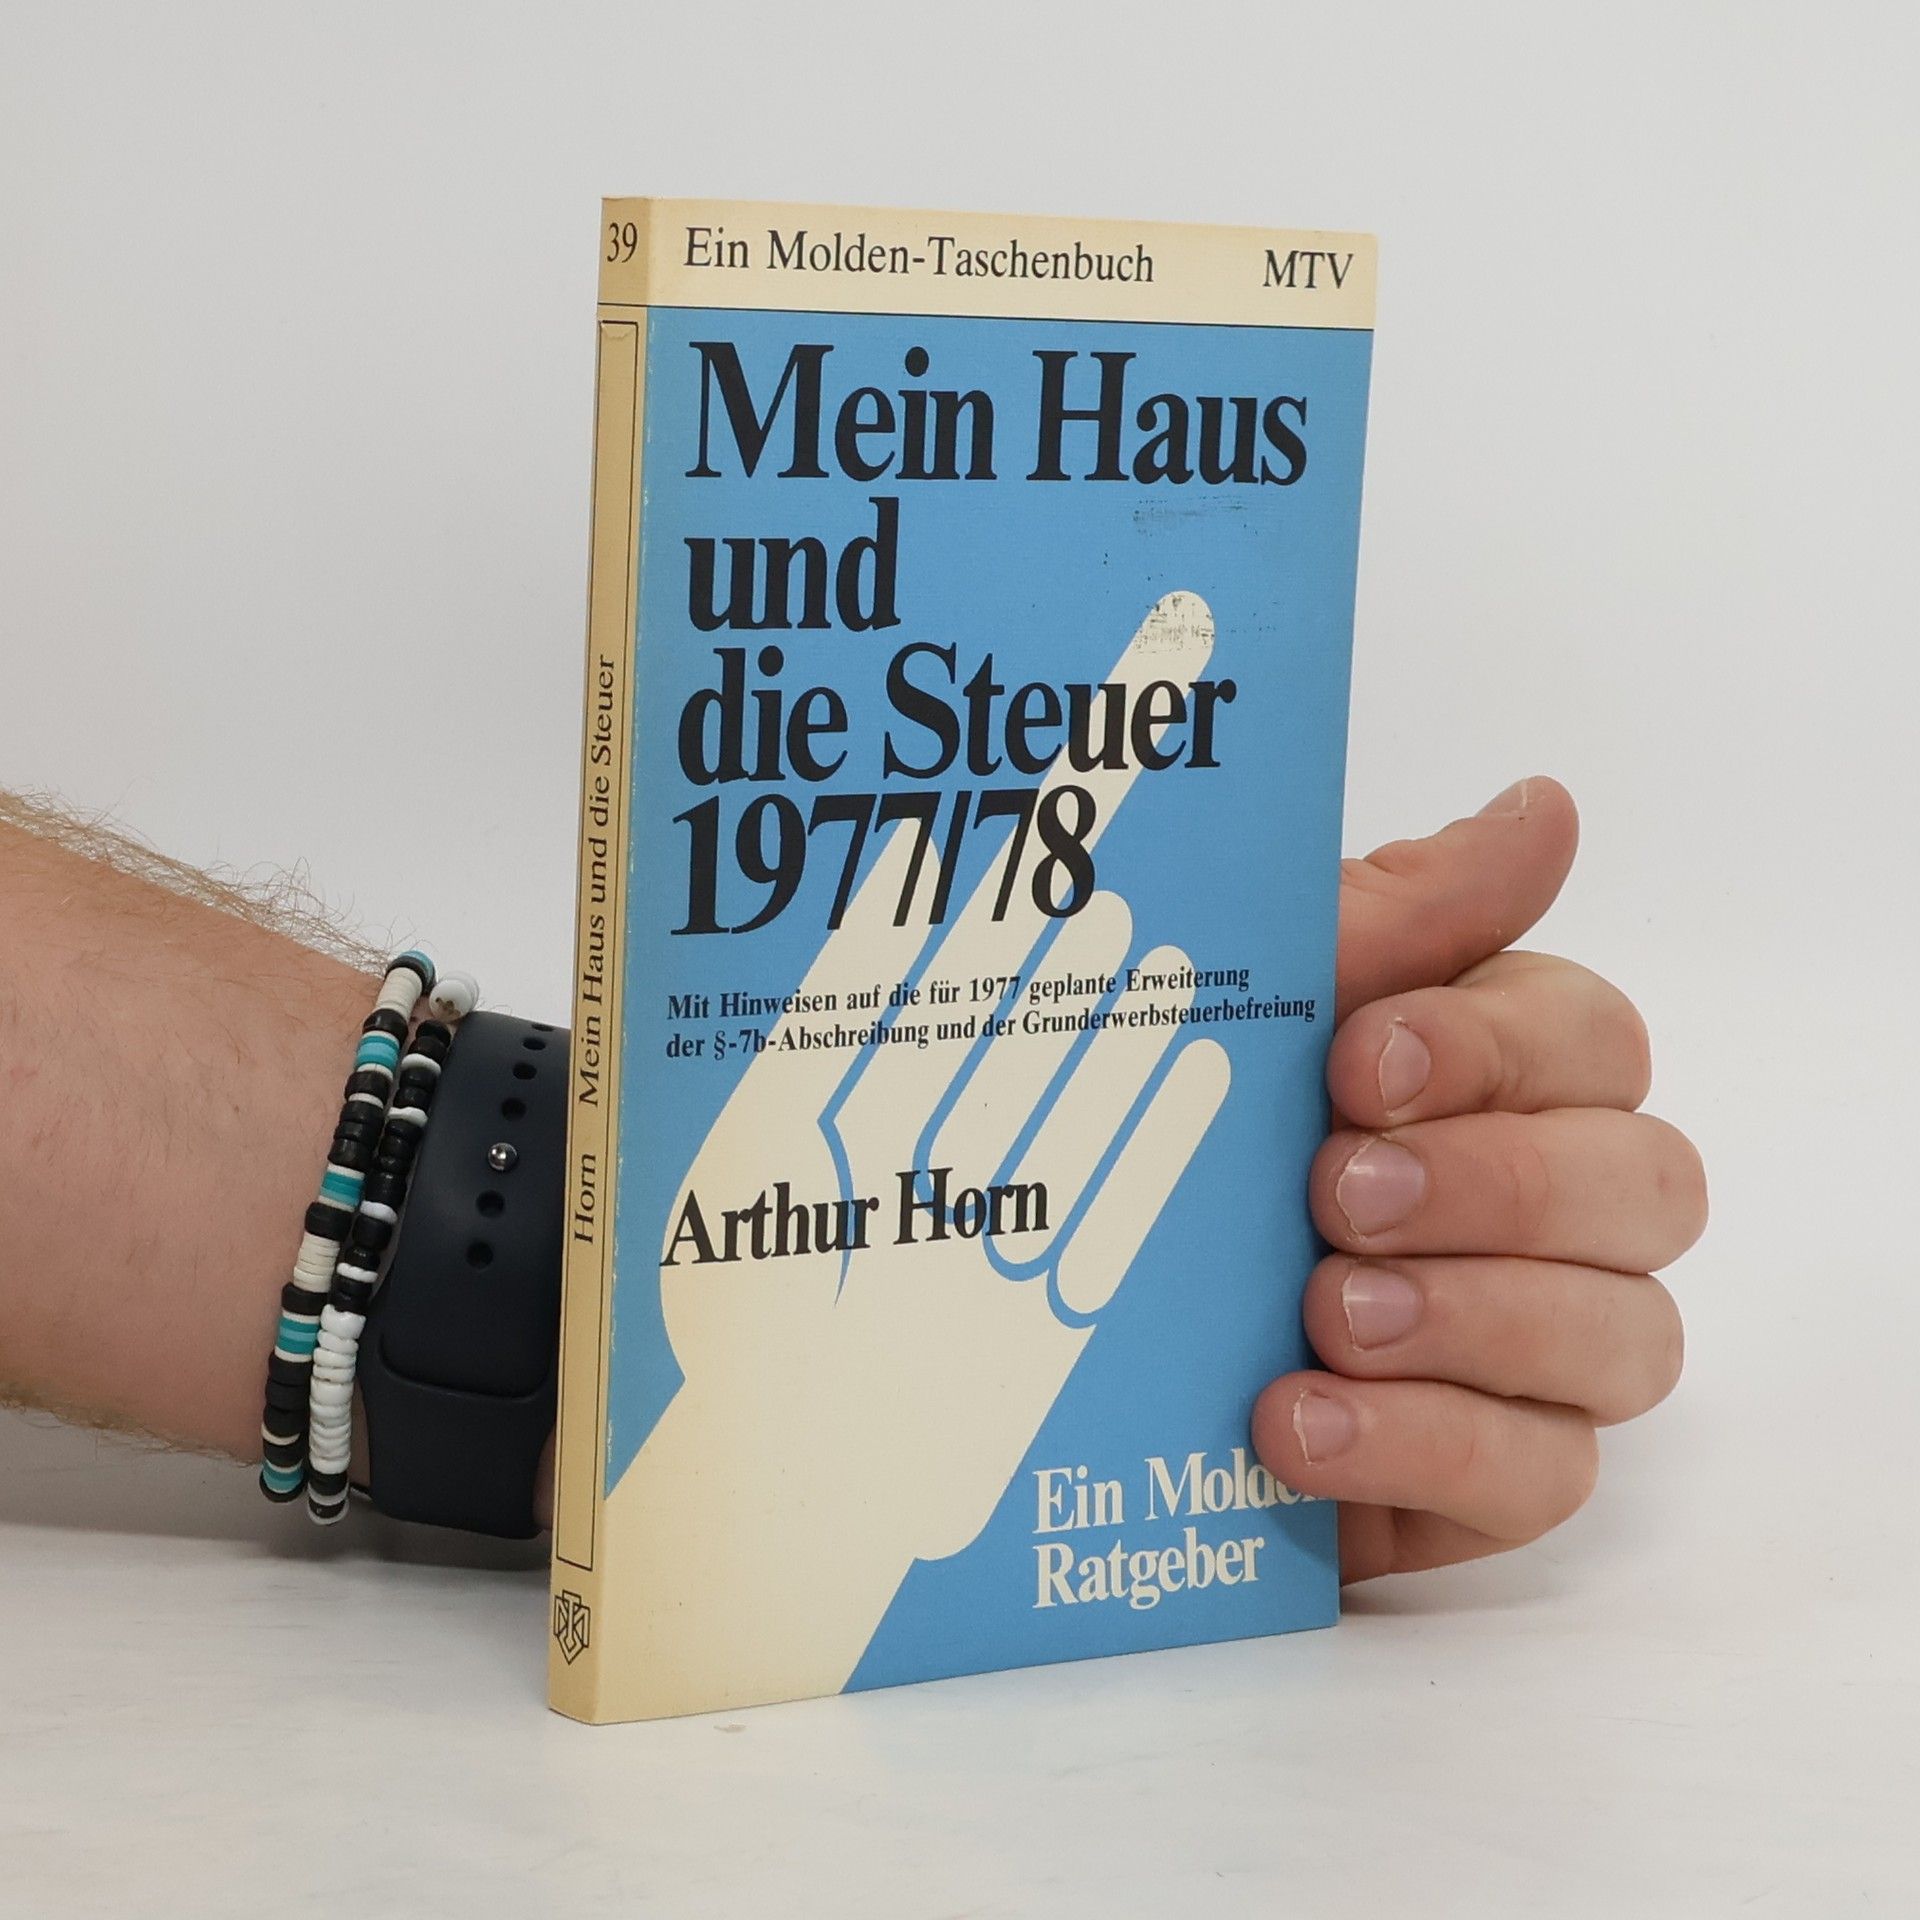 39
Ein Molden-Taschenbuch MTV
Mein Haus
und
die Steuer
1977/78
Mit Hinweisen auf die für 1977 geplante Erweiterung
der §-7b-Abschreibung und der Grunderwerbsteuerbefreiung
Arthur Horn
Ein
Ratgeber
Horn Mein Haus und die Steuer